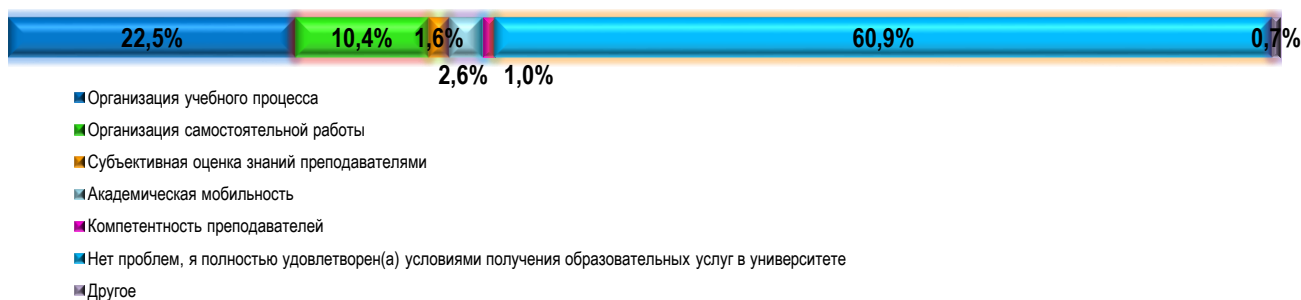 22,5% 10,4% 1,6% 60,9% 0,7%
2,6% 1,0%
Организация учебного процесса
Организация самостоятельной работы
Субъективная оценка знаний преподавателями
Академическая мобильность
Компетентность преподавателей
Нет проблем, я полностью удовлетворен(а) условиями получения образовательных услуг в университете
Другое